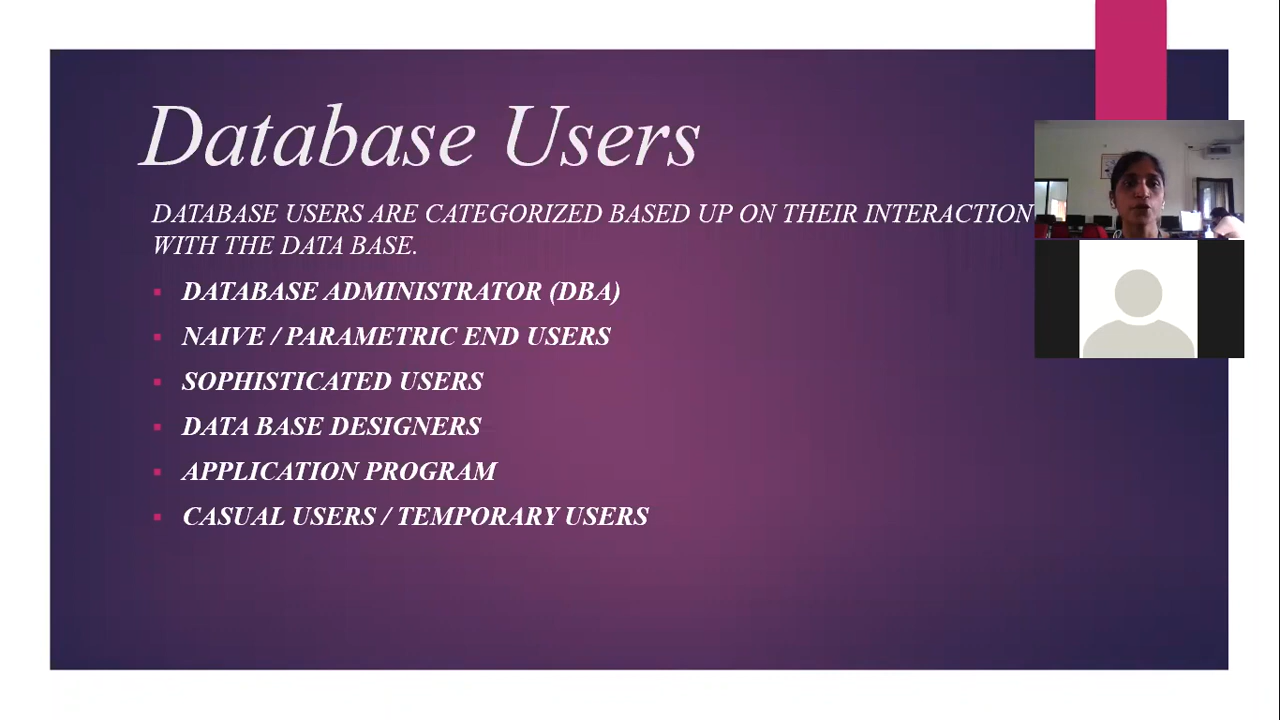 Database Users
DATABASE USERS ARE CATEGORIZED BASED UP ON THEIR INTERACTION
WITH THE DATA BASE.
DATABASE ADMINISTRATOR (DBA)
NAIVE / PARAMETRIC END USERS
SOPHISTICATED USERS
DATA BASE DESIGNERS
APPLICATION PROGRAM
CASUAL USERS / TEMPORARY USERS